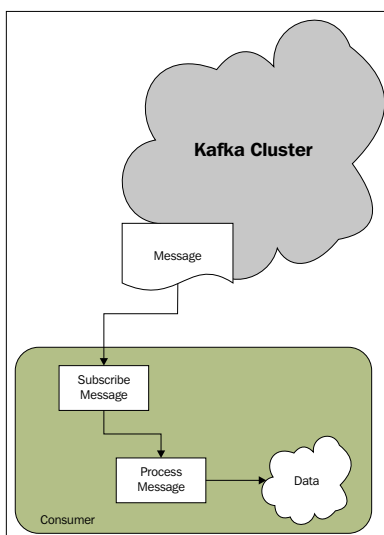 Kafka Cluster
Message
Subscribe
Message
Process
Message
Data
Consumer